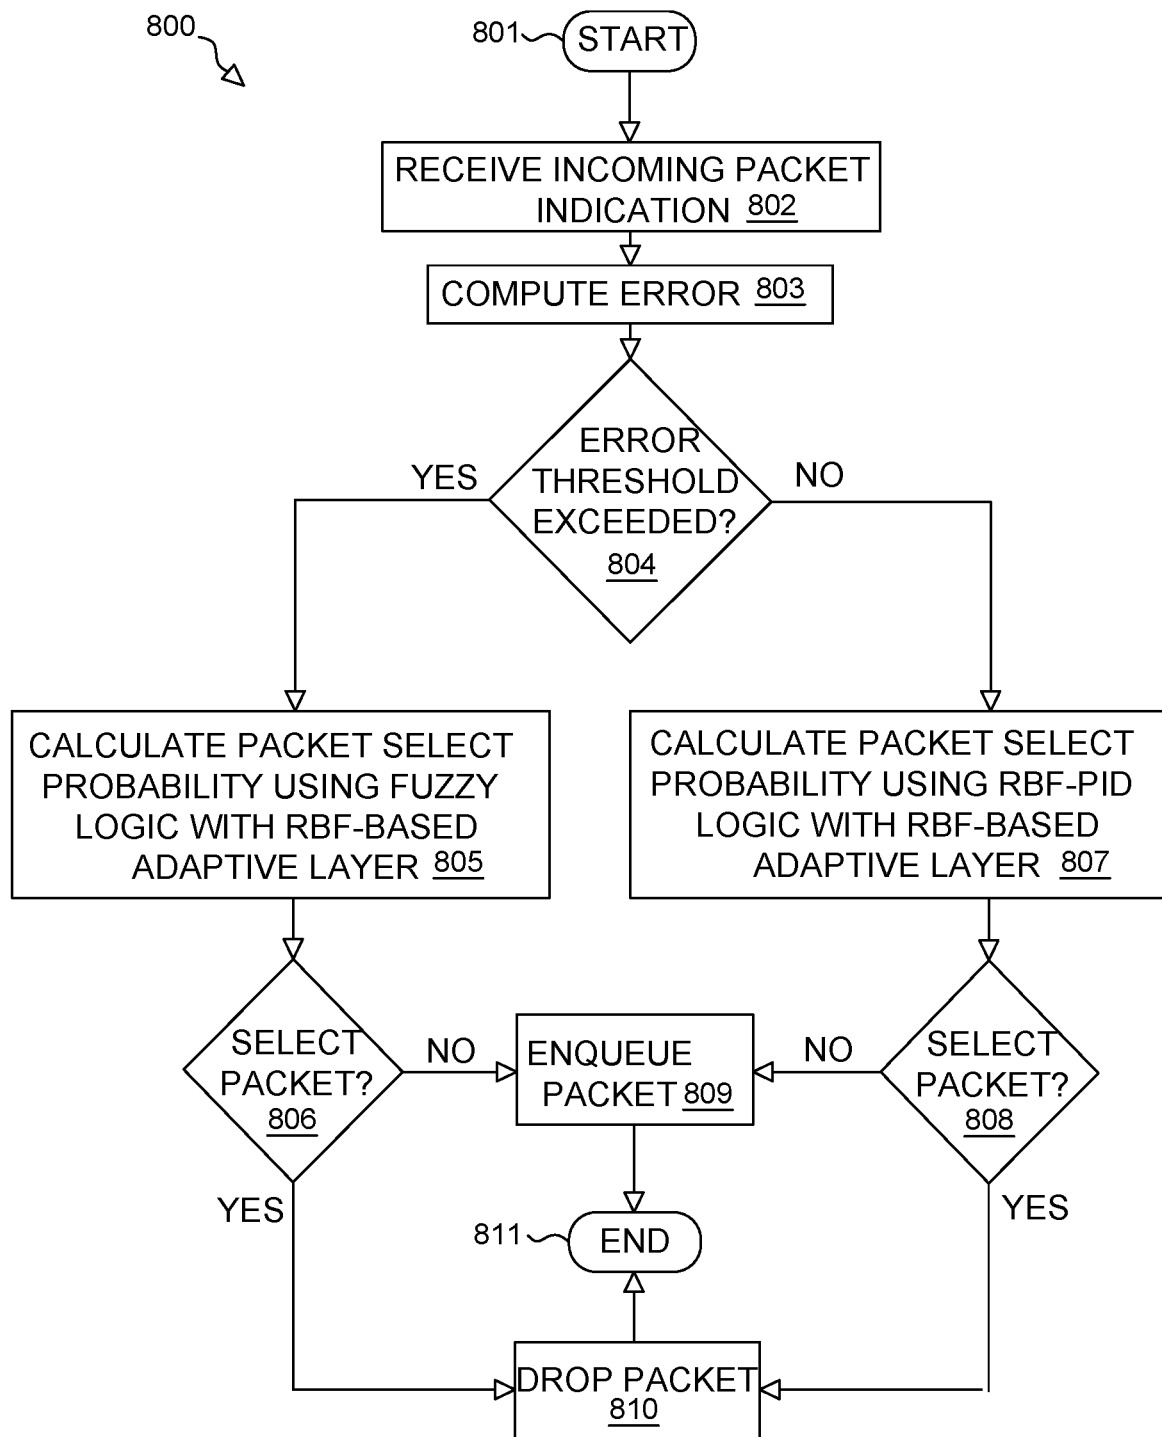 800
801
START
RECEIVE INCOMING PACKET
INDICATION 802
COMPUTE ERROR 803
ERROR
THRESHOLD
EXCEEDED?
804
YES
NO
CALCULATE PACKET SELECT
PROBABILITY USING FUZZY
LOGIC WITH RBF-BASED
ADAPTIVE LAYER 805
CALCULATE PACKET SELECT
PROBABILITY USING RBF-PID
LOGIC WITH RBF-BASED
ADAPTIVE LAYER 807
SELECT
PACKET?
806
NO
ENQUEUE
PACKET 809
NO
SELECT
PACKET?
808
YES
YES
811
END
DROP PACKET
810